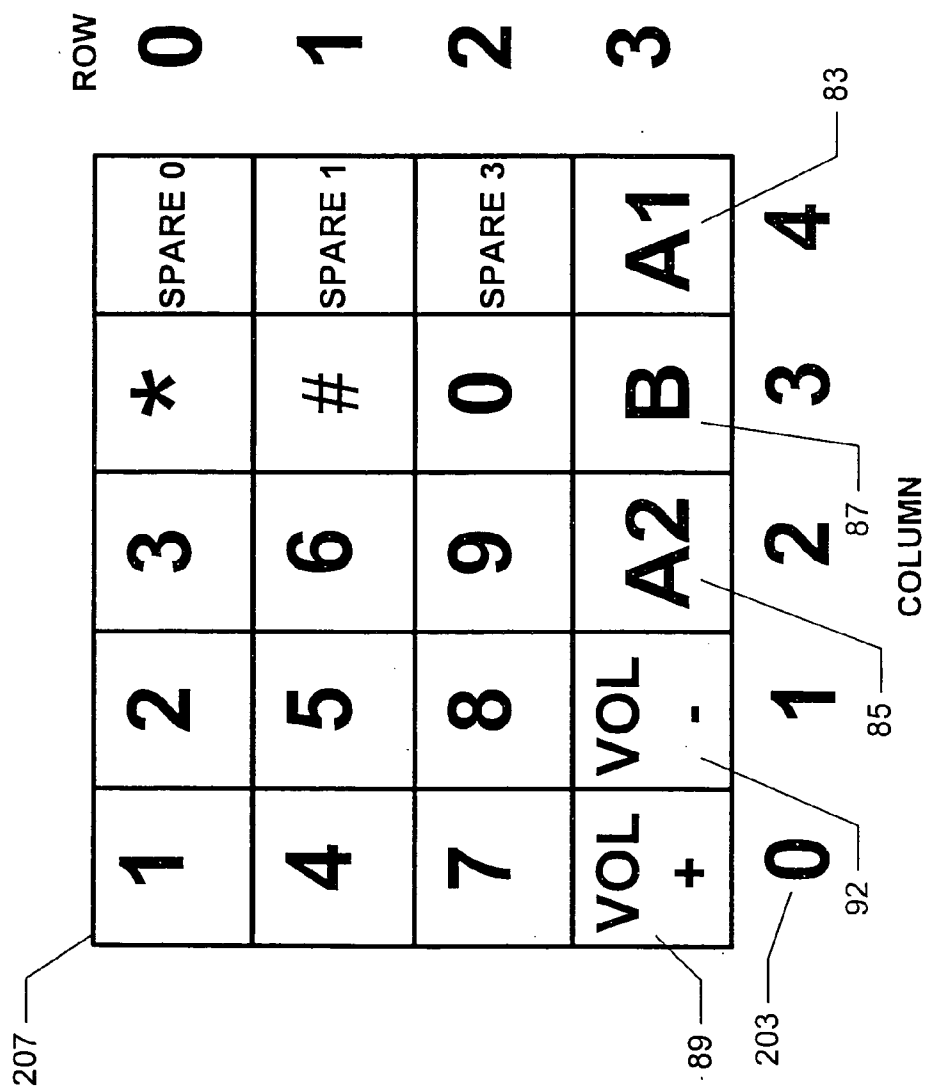 207
ROW
1 2 3 * SPARE 0 0
4 5 6 # SPARE 1 1
7 8 9 0 SPARE 3 2
VOL VOL A2 B A1 3
+ -
89
203 0 1 2 3 4
83
92 87
85
COLUMN